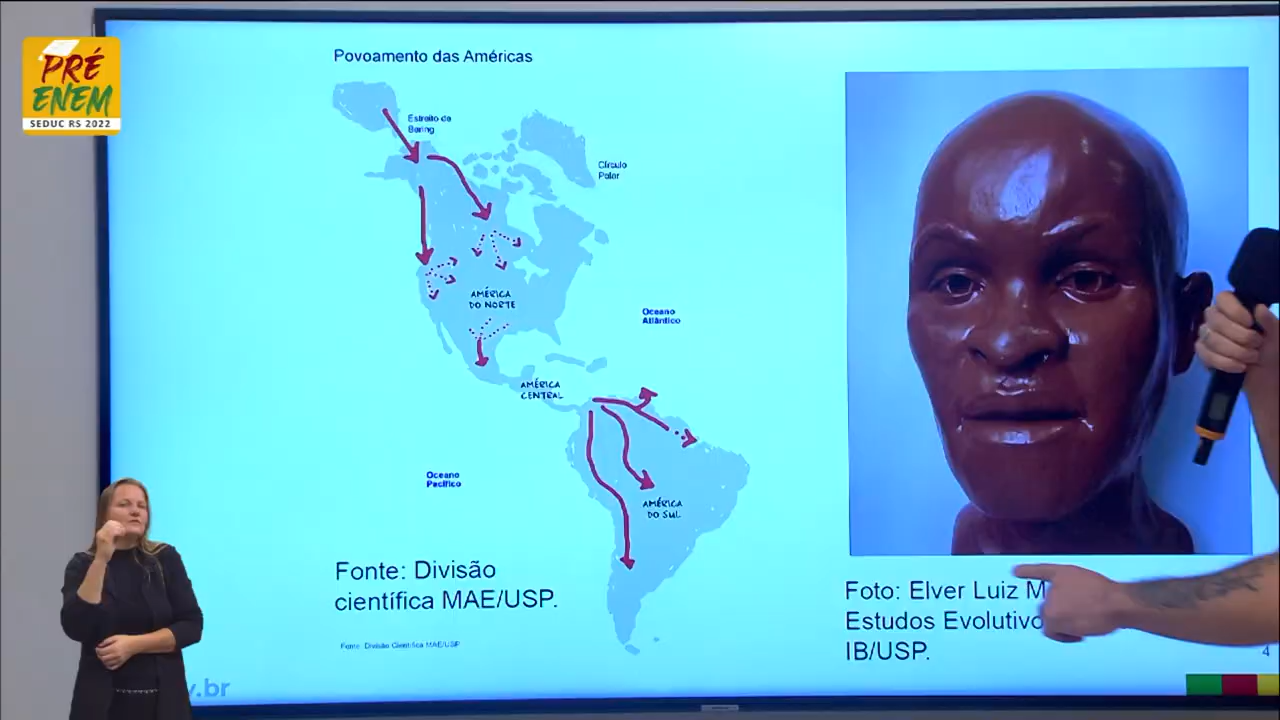 PRÉ
ENEM
SEDUC RS 2022
Povoamento das Américas
Estreito de
Bering
Círculo
Polar
AMÉRICA
DO NORTE
Oceano
Atlântico
AMÉRICA
CENTRAL
Oceano
Pacífico
AMÉRICA
DO SUL
Fonte: Divisão
científica MAE/USP.
Fonte: Divisão Científica MAE/USP
Foto: Elver Luiz M
Estudos Evolutivo
IB/USP.
4
.br